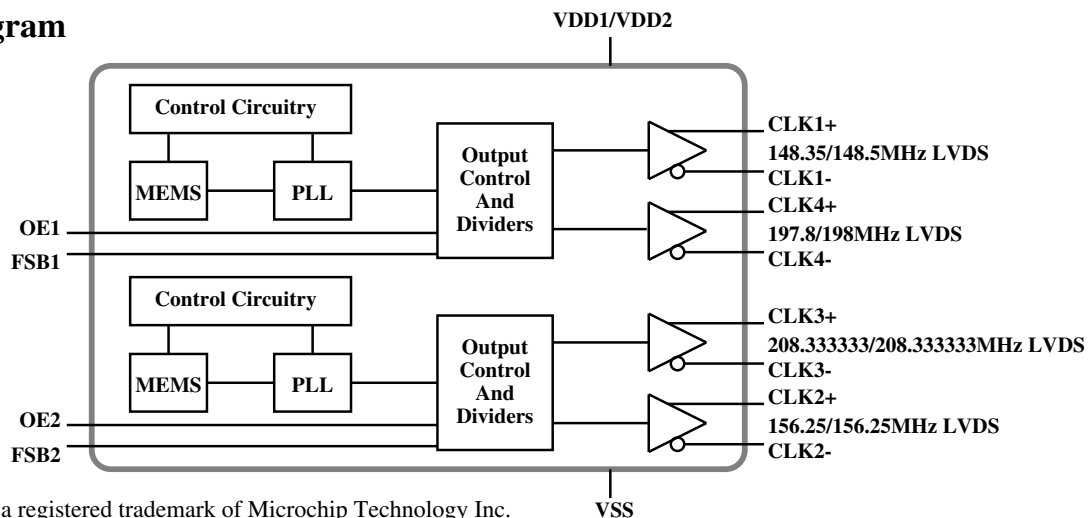 gram
VDD1/VDD2
Control Circuitry
MEMS
PLL
Output
Control
And
Dividers
OE1
FSB1
CLK1+
148.35/148.5MHz LVDS
CLK1-
CLK4+
197.8/198MHz LVDS
CLK4-
Control Circuitry
MEMS
PLL
Output
Control
And
Dividers
OE2
FSB2
CLK3+
208.333333/208.333333MHz LVDS
CLK3-
CLK2+
156.25/156.25MHz LVDS
CLK2-
VSS
a registered trademark of Microchip Technology Inc.